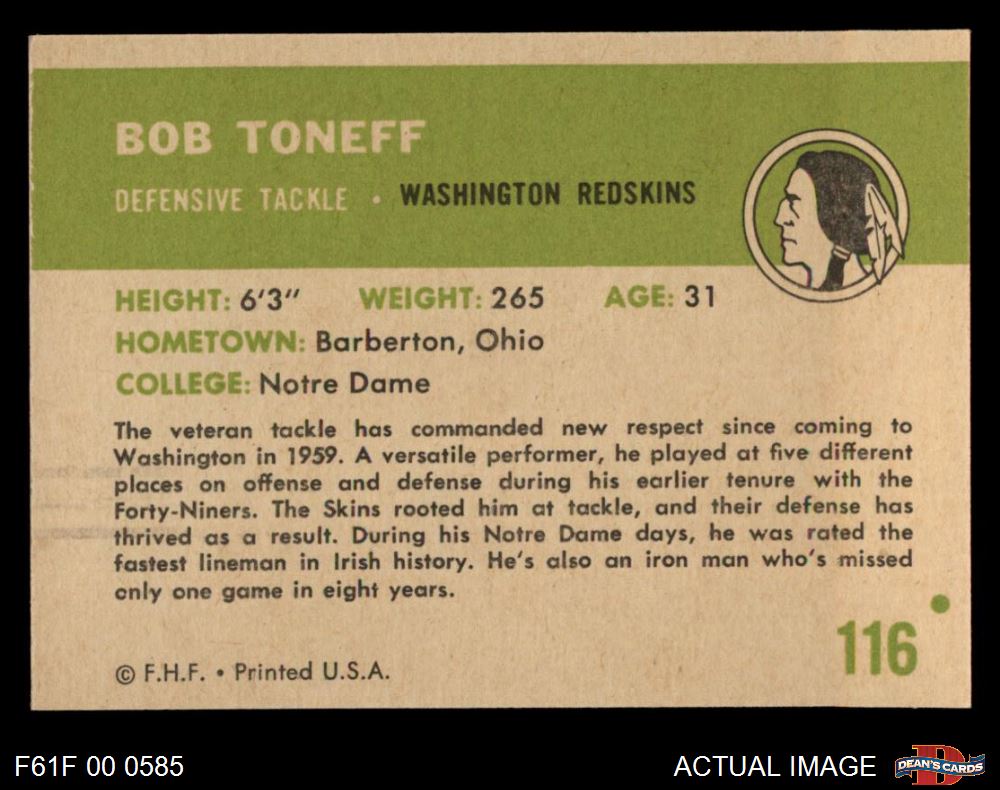 BOB TONEFF
DEFENSIVE TACKLE • WASHINGTON REDSKINS
HEIGHT: 6'3" WEIGHT: 265 AGE: 31
HOMETOWN: Barberton, Ohio
COLLEGE: Notre Dame
The veteran tackle has commanded new respect since coming to
Washington in 1959. A versatile performer, he played at five different
places on offense and defense during his earlier tenure with the
Forty-Niners. The Skins rooted him at tackle, and their defense has
thrived as a result. During his Notre Dame days, he was rated the
fastest lineman in Irish history. He's also an iron man who's missed
only one game in eight years.
116
© F.H.F. • Printed U.S.A.
F61F 00 0585
ACTUAL IMAGE
D
DEAN'S CARDS